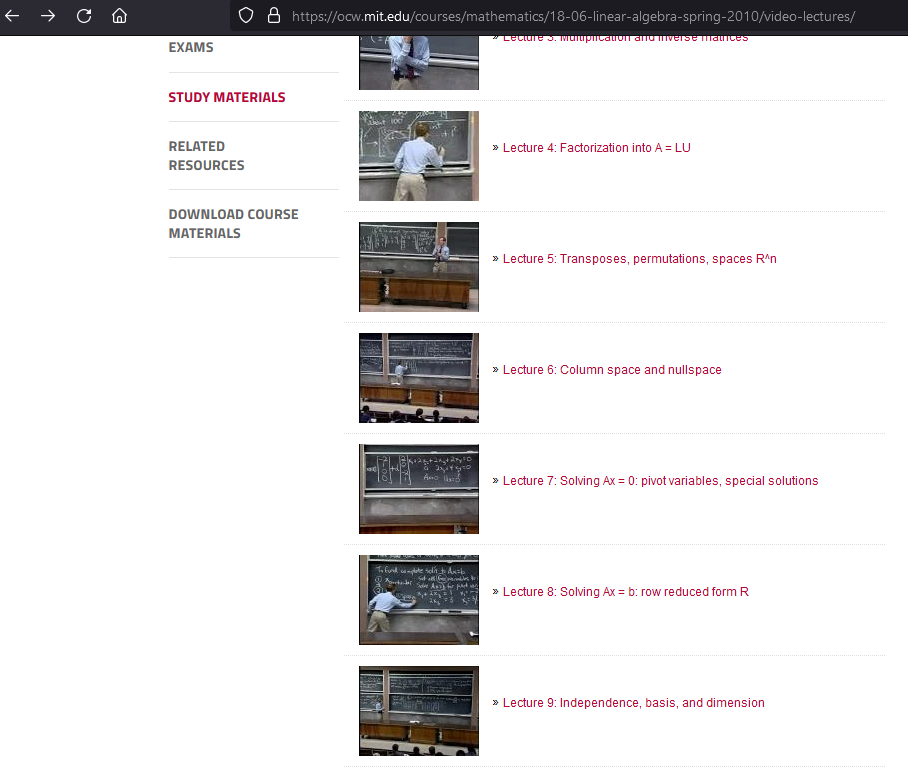 https://ocw.mit.edu/courses/mathematics/18-06-linear-algebra-spring-2010/video-lectures/
EXAMS
STUDY MATERIALS
RELATED
RESOURCES
DOWNLOAD COURSE
MATERIALS
» Lecture 3: Multiplication and inverse matrices
» Lecture 4: Factorization into A = LU
» Lecture 5: Transposes, permutations, spaces R^n
» Lecture 6: Column space and nullspace
» Lecture 7: Solving Ax = 0: pivot variables, special solutions
» Lecture 8: Solving Ax = b: row reduced form R
» Lecture 9: Independence, basis, and dimension